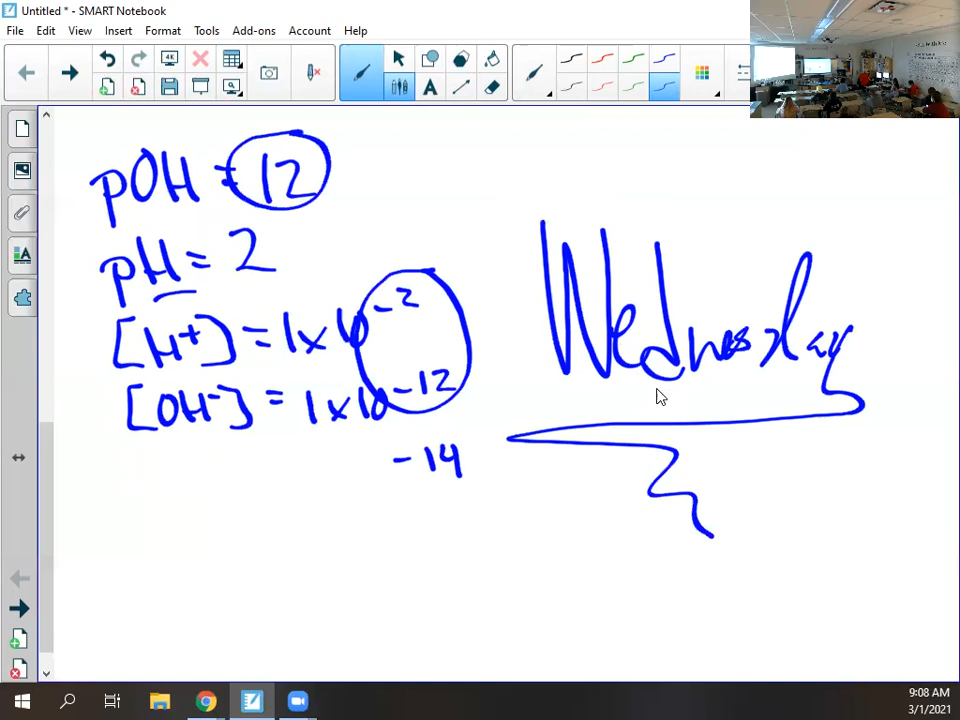 Untitled * - SMART Notebook
File Edit View Insert Format Tools Add-ons Account Help
pOH = 12
pH = 2
[H+] = 1x10-2
[OH-] = 1x10-12
-14
Wednesday
9:08 AM
3/1/2021